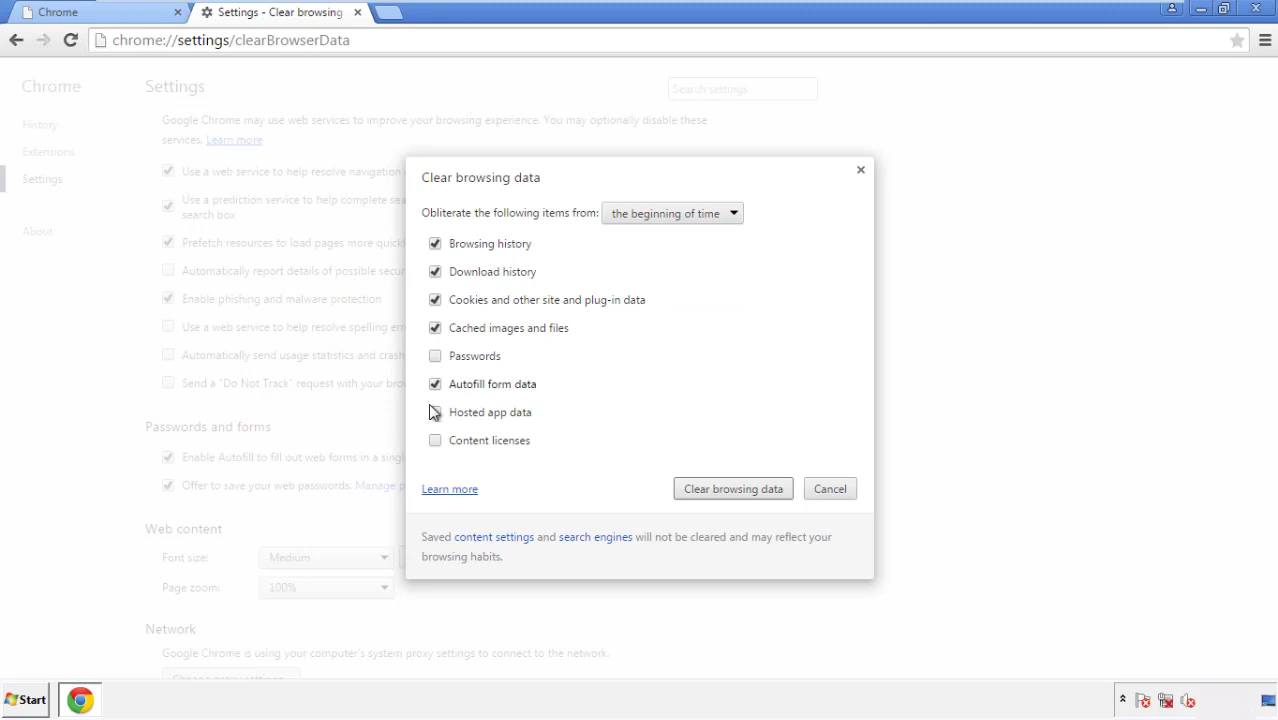 Chrome
Settings - Clear browsing
chrome://settings/clearBrowserData
Chrome
Settings
Search settings
History
Extensions
Settings
About
Google Chrome may use web services to improve your browsing experience. You may optionally disable these
services. Learn more
Use a web service to help resolve navigation
Use a prediction service to help complete sea
search box
Prefetch resources to load pages more quick
Automatically report details of possible secur
Enable phishing and malware protection
Use a web service to help resolve spelling err
Automatically send usage statistics and crash
Send a "Do Not Track" request with your brow
Passwords and forms
Enable Autofill to fill out web forms in a singl
Offer to save your web passwords. Manage p
Web content
Font size: Medium
Page zoom: 100%
Network
Google Chrome is using your computer's system proxy settings to connect to the network.
Clear browsing data
Obliterate the following items from: the beginning of time
Browsing history
Download history
Cookies and other site and plug-in data
Cached images and files
Passwords
Autofill form data
Hosted app data
Content licenses
Learn more
Clear browsing data
Cancel
Saved content settings and search engines will not be cleared and may reflect your
browsing habits.
Start